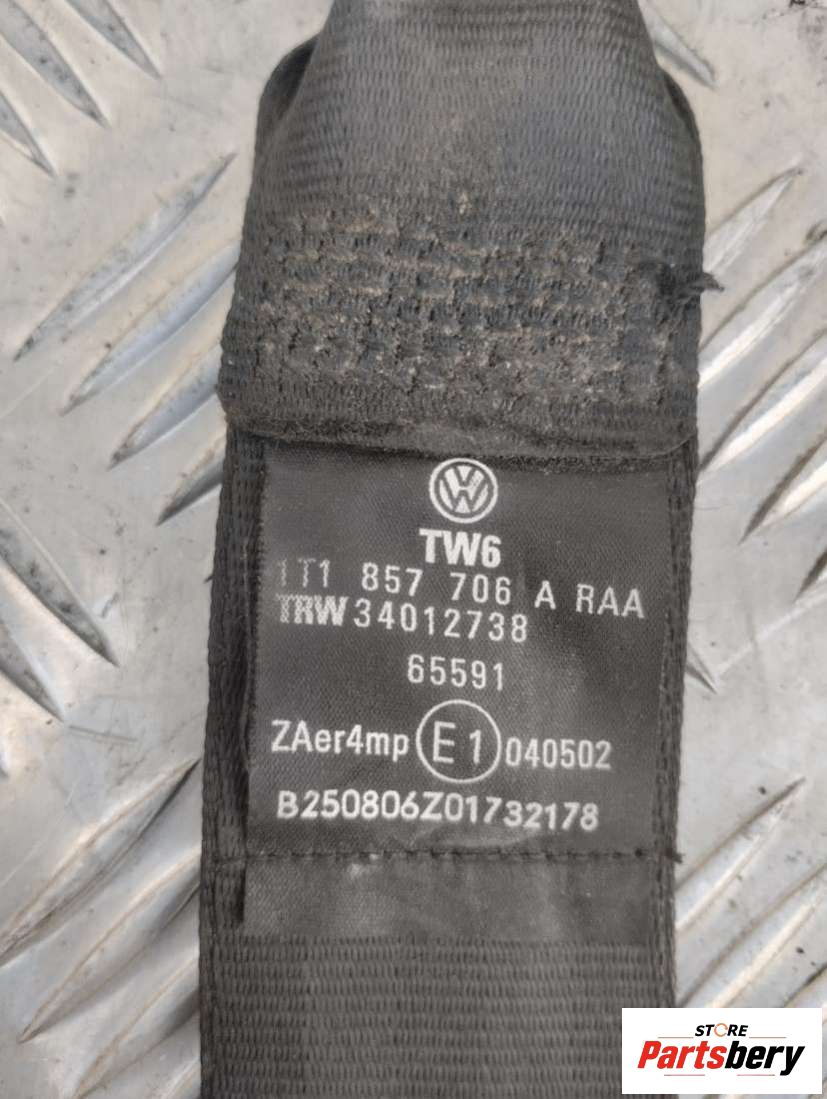 TW6
1T1 857 706 A RAA
TRW 34012738
65591
ZAer4mp E1 040502
B250806Z01732178
STORE
Partsbery